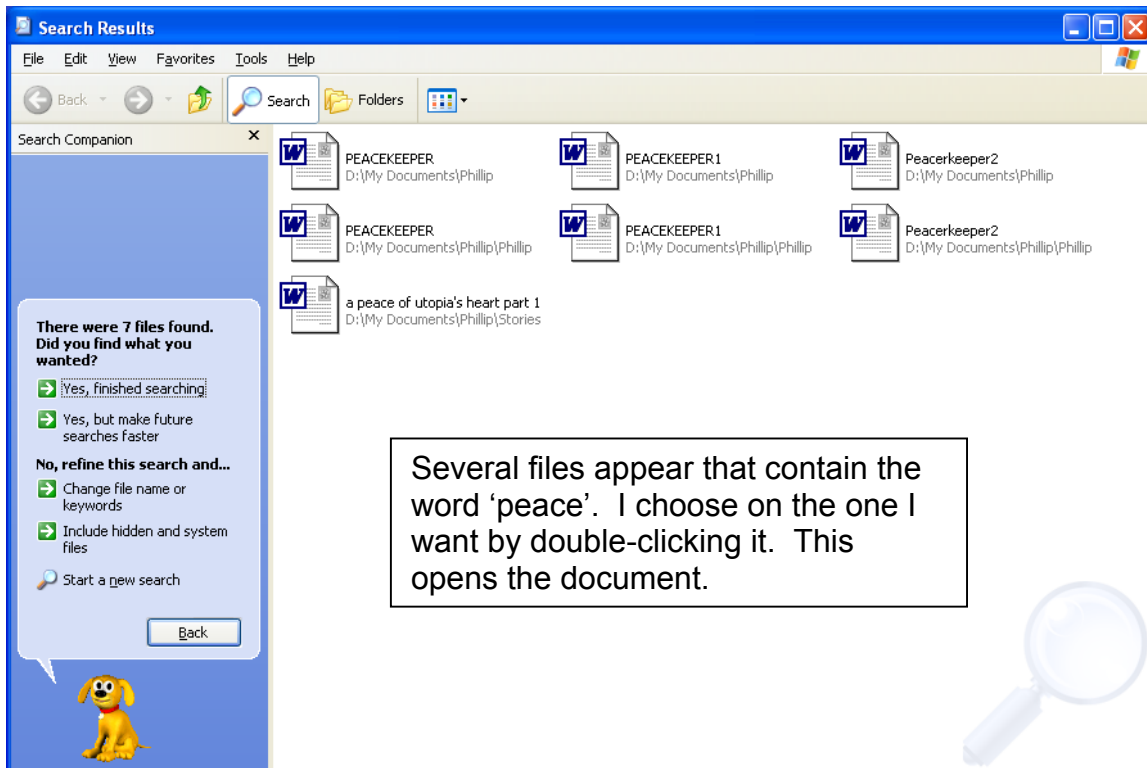 Search Results
File Edit View Favorites Tools Help
Back Search Folders
Search Companion
PEACEKEEPER
D:\My Documents\Phillip
PEACEKEEPER1
D:\My Documents\Phillip
Peacerkeeper2
D:\My Documents\Phillip
PEACEKEEPER
D:\My Documents\Phillip\Phillip
PEACEKEEPER1
D:\My Documents\Phillip\Phillip
Peacerkeeper2
D:\My Documents\Phillip\Phillip
a peace of utopia's heart part 1
D:\My Documents\Phillip\Stories
There were 7 files found.
Did you find what you
wanted?
Yes, finished searching
Yes, but make future
searches faster
No, refine this search and...
Change file name or
keywords
Include hidden and system
files
Start a new search
Back
Several files appear that contain the
word ‘peace’.  I choose on the one I
want by double-clicking it.  This
opens the document.